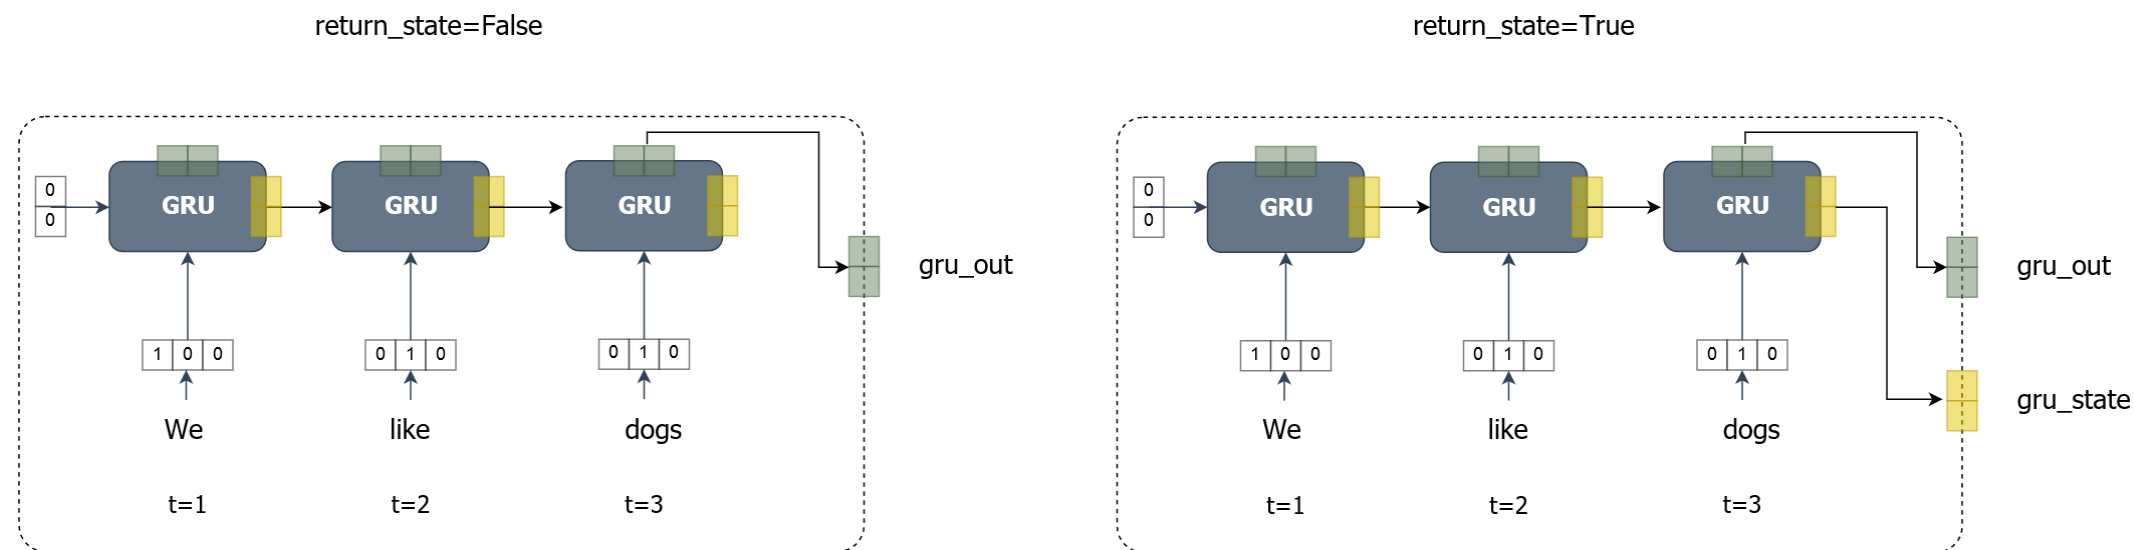 return_state=False
return_state=True
0
0
GRU
GRU
GRU
gru_out
1 0 0
0 1 0
0 1 0
We
like
dogs
t=1
t=2
t=3
0
0
GRU
GRU
GRU
gru_out
gru_state
1 0 0
0 1 0
0 1 0
We
like
dogs
t=1
t=2
t=3